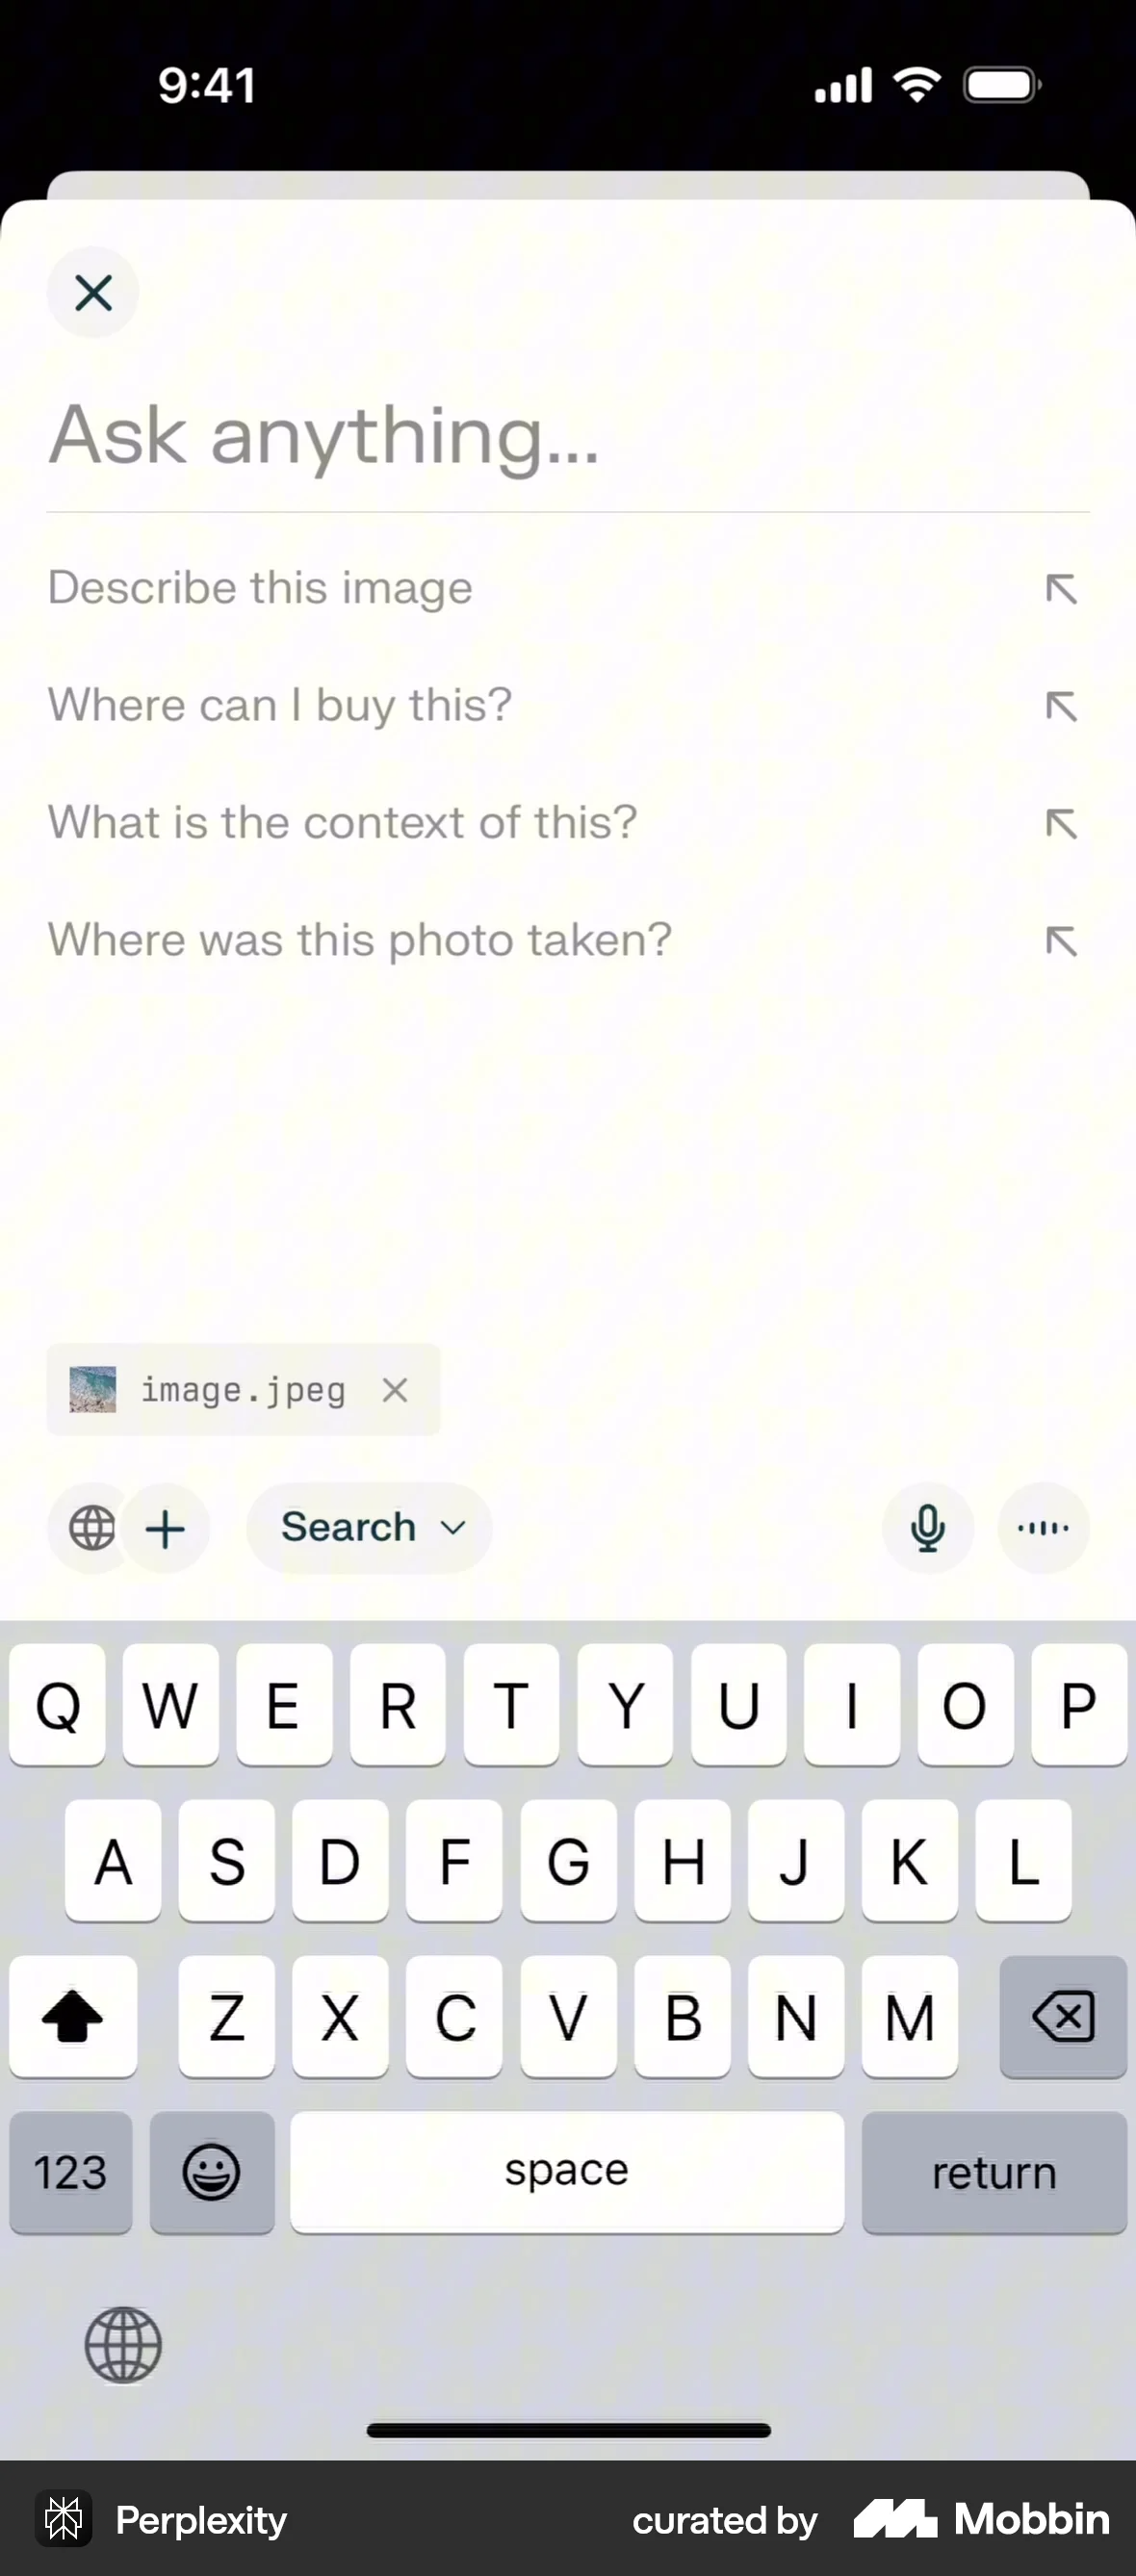 9:41
Ask anything...
Describe this image
Where can I buy this?
What is the context of this?
Where was this photo taken?
image.jpeg
Search
Q W E R T Y U I O P
A S D F G H J K L
Z X C V B N M
123 space return
Perplexity curated by Mobbin